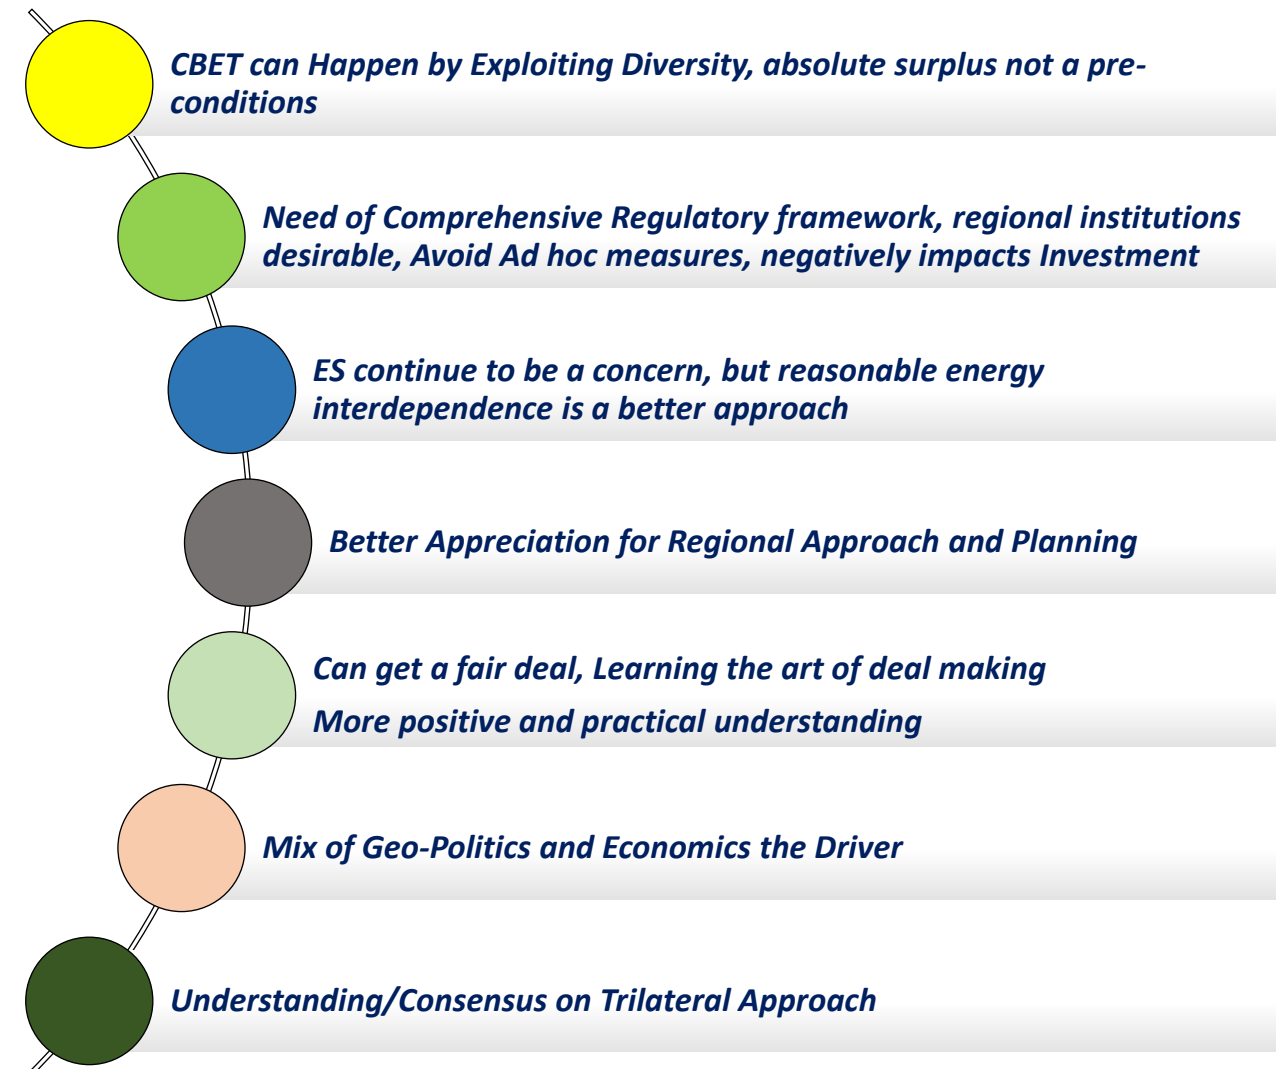 CBET can Happen by Exploiting Diversity, absolute surplus not a pre-
conditions
Need of Comprehensive Regulatory framework, regional institutions
desirable, Avoid Ad hoc measures, negatively impacts Investment
ES continue to be a concern, but reasonable energy
interdependence is a better approach
Better Appreciation for Regional Approach and Planning
Can get a fair deal, Learning the art of deal making
More positive and practical understanding
Mix of Geo-Politics and Economics the Driver
Understanding/Consensus on Trilateral Approach